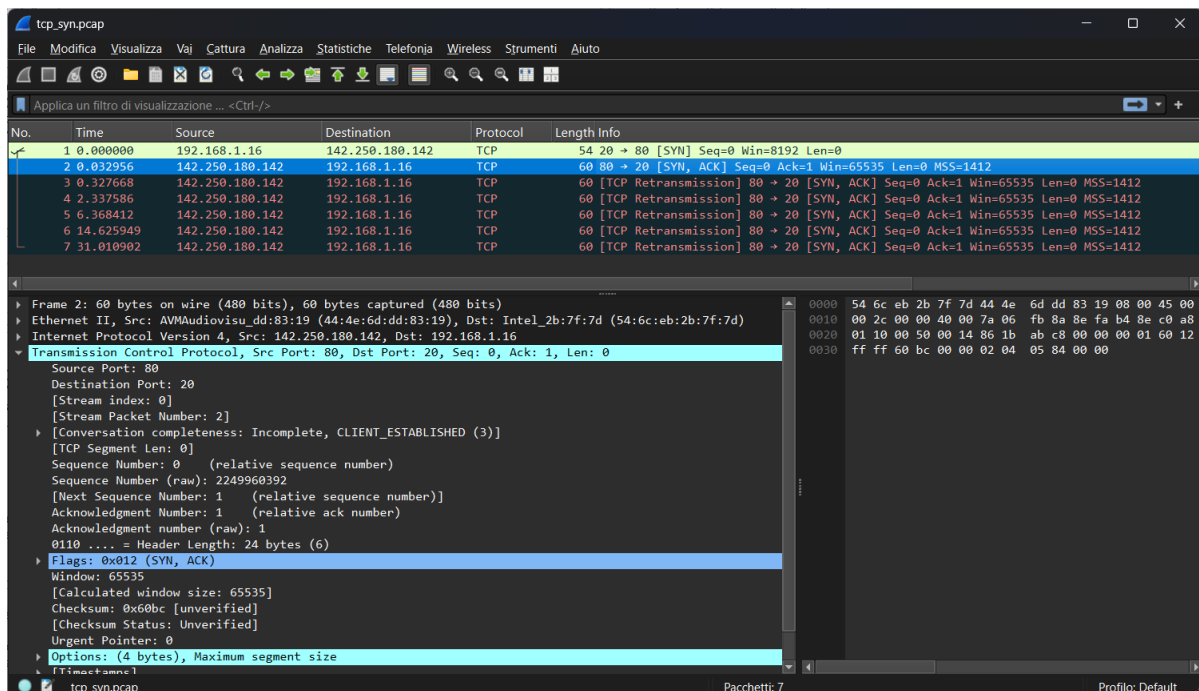 tcp_syn.pcap
File Modifica Visualizza Vai Cattura Analizza Statistiche Telefonia Wireless Strumenti Aiuto
Applica un filtro di visualizzazione ... <Ctrl-/>
No. Time Source Destination Protocol Length Info
1 0.000000 192.168.1.16 142.250.180.142 TCP 54 20 → 80 [SYN] Seq=0 Win=8192 Len=0
2 0.032956 142.250.180.142 192.168.1.16 TCP 60 80 → 20 [SYN, ACK] Seq=0 Ack=1 Win=65535 Len=0 MSS=1412
3 0.327668 142.250.180.142 192.168.1.16 TCP 60 [TCP Retransmission] 80 → 20 [SYN, ACK] Seq=0 Ack=1 Win=65535 Len=0 MSS=1412
4 2.337586 142.250.180.142 192.168.1.16 TCP 60 [TCP Retransmission] 80 → 20 [SYN, ACK] Seq=0 Ack=1 Win=65535 Len=0 MSS=1412
5 6.368412 142.250.180.142 192.168.1.16 TCP 60 [TCP Retransmission] 80 → 20 [SYN, ACK] Seq=0 Ack=1 Win=65535 Len=0 MSS=1412
6 14.625949 142.250.180.142 192.168.1.16 TCP 60 [TCP Retransmission] 80 → 20 [SYN, ACK] Seq=0 Ack=1 Win=65535 Len=0 MSS=1412
7 31.010902 142.250.180.142 192.168.1.16 TCP 60 [TCP Retransmission] 80 → 20 [SYN, ACK] Seq=0 Ack=1 Win=65535 Len=0 MSS=1412
Frame 2: 60 bytes on wire (480 bits), 60 bytes captured (480 bits)
Ethernet II, Src: AVMAudiovisu_dd:83:19 (44:4e:6d:dd:83:19), Dst: Intel_2b:7f:7d (54:6c:eb:2b:7f:7d)
Internet Protocol Version 4, Src: 142.250.180.142, Dst: 192.168.1.16
Transmission Control Protocol, Src Port: 80, Dst Port: 20, Seq: 0, Ack: 1, Len: 0
Source Port: 80
Destination Port: 20
[Stream index: 0]
[Stream Packet Number: 2]
[Conversation completeness: Incomplete, CLIENT_ESTABLISHED (3)]
[TCP Segment Len: 0]
Sequence Number: 0 (relative sequence number)
Sequence Number (raw): 2249960392
[Next Sequence Number: 1 (relative sequence number)]
Acknowledgment Number: 1 (relative ack number)
Acknowledgment number (raw): 1
0110 .... = Header Length: 24 bytes (6)
Flags: 0x012 (SYN, ACK)
Window: 65535
[Calculated window size: 65535]
Checksum: 0x60bc [unverified]
[Checksum Status: Unverified]
Urgent Pointer: 0
Options: (4 bytes), Maximum segment size
[Timestamps]
0000 54 6c eb 2b 7f 7d 44 4e 6d dd 83 19 08 00 45 00
0010 00 2c 00 00 40 00 7a 06 fb 8a 8e fa b4 8e c0 a8
0020 01 10 00 50 00 14 86 1b ab c8 00 00 00 01 60 12
0030 ff ff 60 bc 00 00 02 04 05 84 00 00
tcp_syn.pcap Pacchetti: 7 Profilo: Default